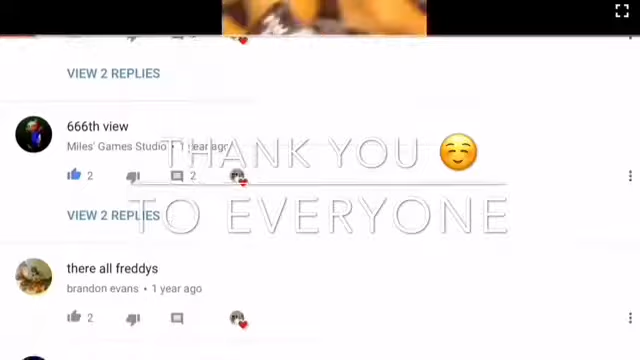 VIEW 2 REPLIES
666th view
Miles' Games Studio • 1 year ago
THANK YOU ☺️
2
2
VIEW 2 REPLIES
TO EVERYONE
there all freddys
brandon evans • 1 year ago
2